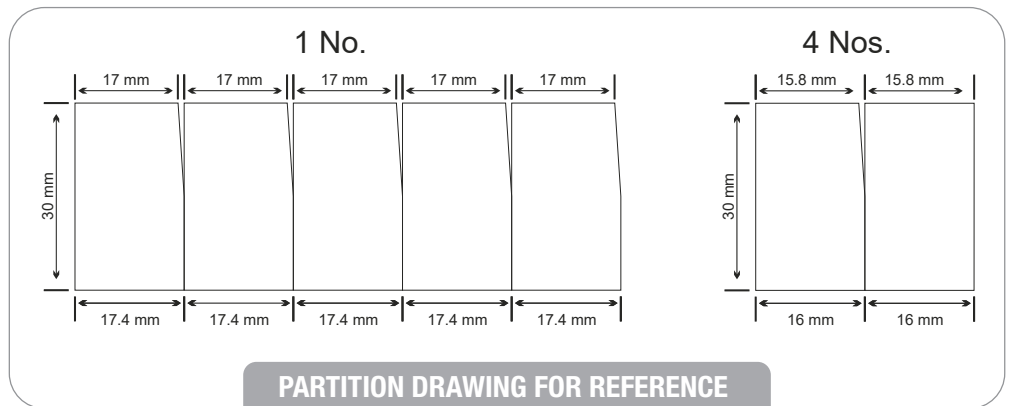 1 No.
4 Nos.
17 mm 17 mm 17 mm 17 mm 17 mm
15.8 mm 15.8 mm
30 mm
30 mm
17.4 mm 17.4 mm 17.4 mm 17.4 mm 17.4 mm
16 mm 16 mm
PARTITION DRAWING FOR REFERENCE